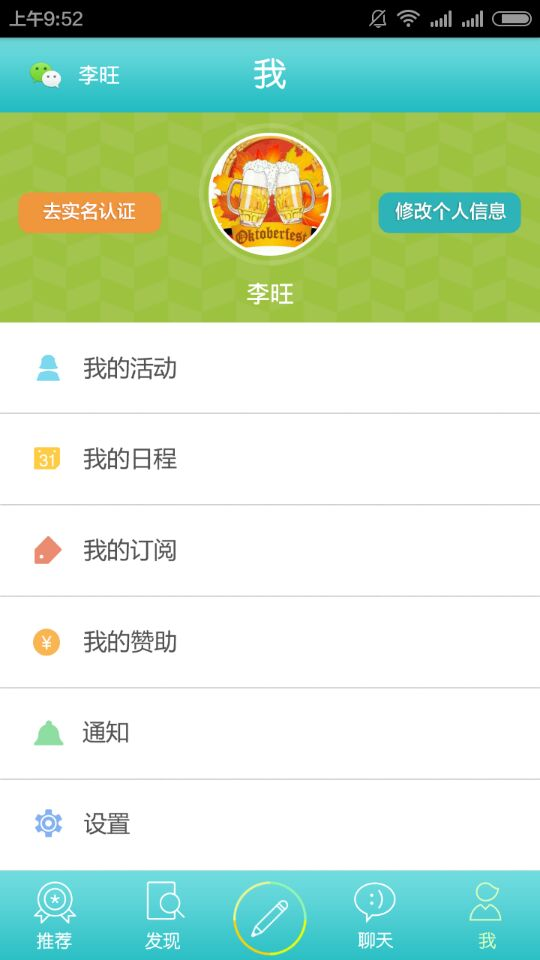 上午9:52
李旺
我
去实名认证
Oktoberfest
修改个人信息
李旺
我的活动
31
我的日程
我的订阅
¥
我的赞助
通知
设置
推荐
发现
:)
聊天
我